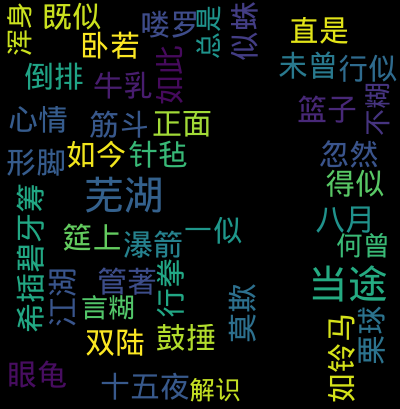 浑身
既似
喽罗
总是
似蛛
直是
卧若
未曾
行似
倒排
牛乳
如此
篮子
不糊
心情
筋斗
正面
形脚
如今
针毡
忽然
得似
芜湖
希插碧牙筹
八月
筵上
瀑箭
一似
何曾
江湖
管著
行拳
当途
言糊
莫欺
双陆
鼓捶
如铃马
栗球
眼龟
十五夜
解识